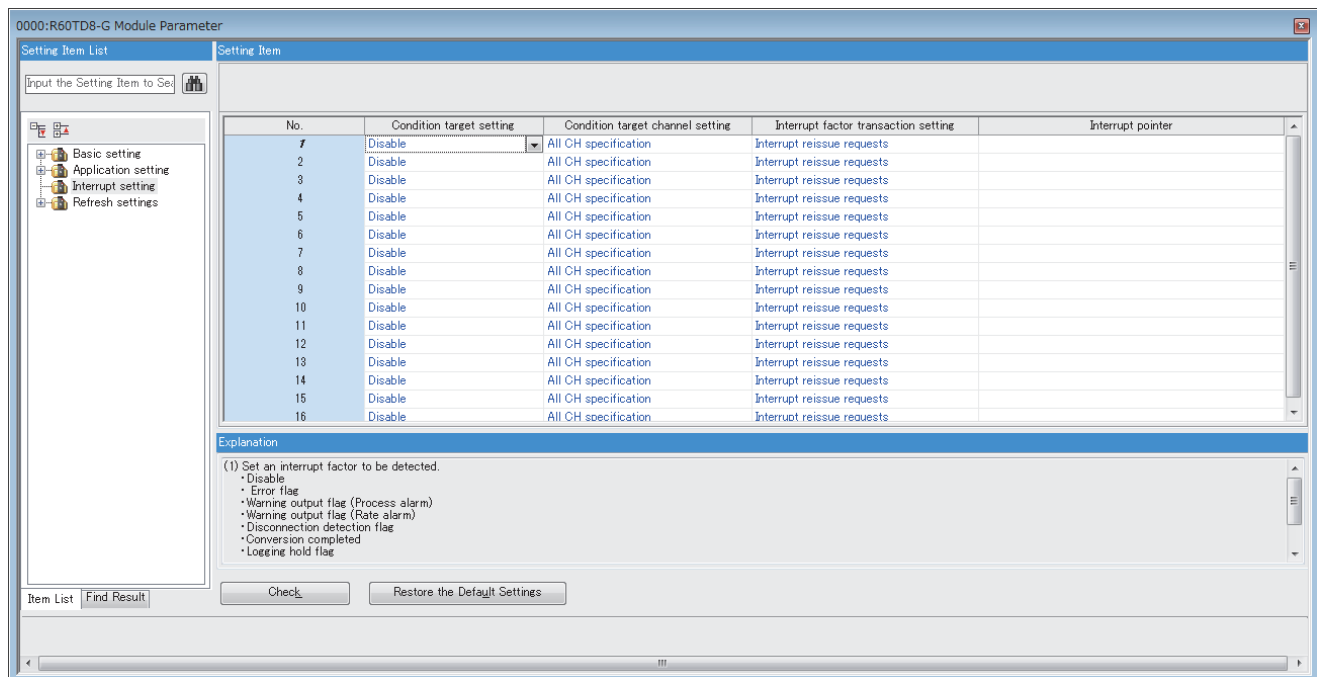 0000:R60TD8-G Module Parameter
Setting Item List
Setting Item
Input the Setting Item to Sea
No. Condition target setting Condition target channel setting Interrupt factor transaction setting Interrupt pointer
Basic setting
Application setting
Interrupt setting
Refresh settings
1 Disable All CH specification Interrupt reissue requests
2 Disable All CH specification Interrupt reissue requests
3 Disable All CH specification Interrupt reissue requests
4 Disable All CH specification Interrupt reissue requests
5 Disable All CH specification Interrupt reissue requests
6 Disable All CH specification Interrupt reissue requests
7 Disable All CH specification Interrupt reissue requests
8 Disable All CH specification Interrupt reissue requests
9 Disable All CH specification Interrupt reissue requests
10 Disable All CH specification Interrupt reissue requests
11 Disable All CH specification Interrupt reissue requests
12 Disable All CH specification Interrupt reissue requests
13 Disable All CH specification Interrupt reissue requests
14 Disable All CH specification Interrupt reissue requests
15 Disable All CH specification Interrupt reissue requests
16 Disable All CH specification Interrupt reissue requests
Explanation
(1) Set an interrupt factor to be detected.
・Disable
・ Error flag
・Warning output flag (Process alarm)
・Warning output flag (Rate alarm)
・Disconnection detection flag
・Conversion completed
・Logging hold flag
Item List Find Result
Check Restore the Default Settings